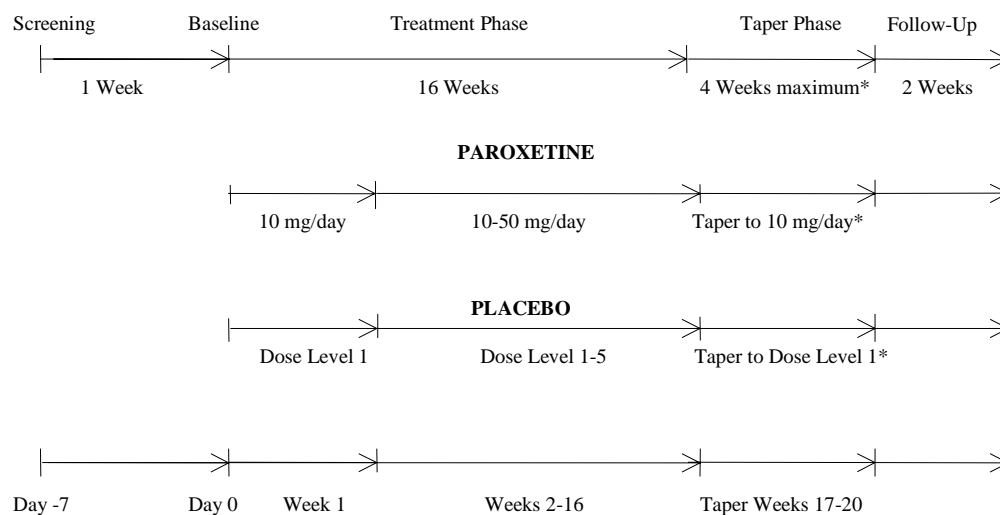 Screening Baseline Treatment Phase Taper Phase Follow-Up
1 Week 16 Weeks 4 Weeks maximum* 2 Weeks
PAROXETINE
10 mg/day 10-50 mg/day Taper to 10 mg/day*
PLACEBO
Dose Level 1 Dose Level 1-5 Taper to Dose Level 1*
Day -7 Day 0 Week 1 Weeks 2-16 Taper Weeks 17-20